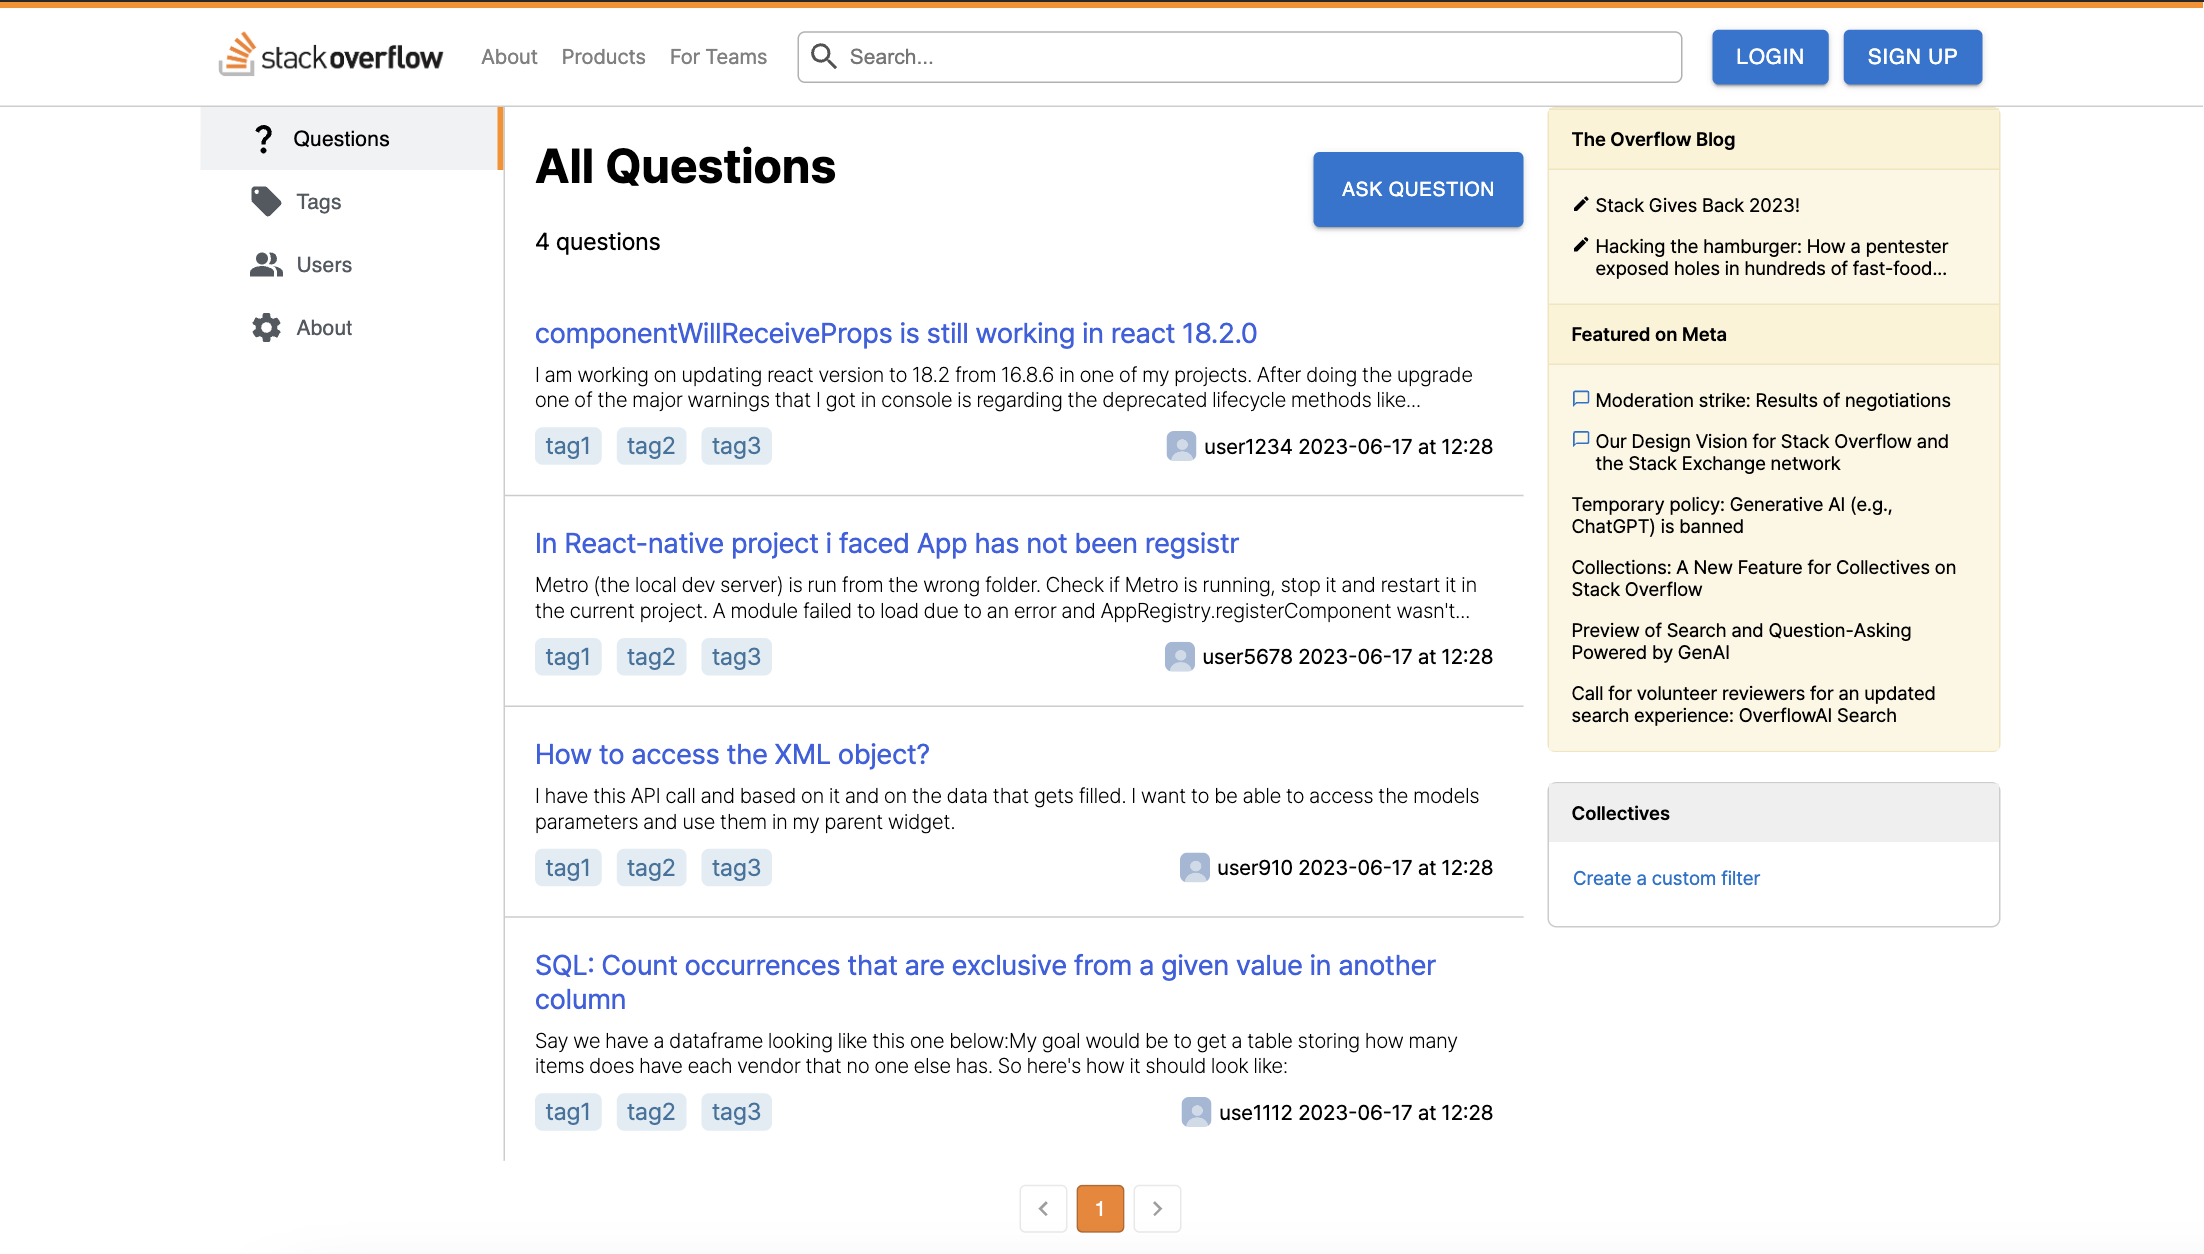 stackoverflow About Products For Teams Search... LOGIN SIGN UP
Questions
Tags
Users
About
All Questions
ASK QUESTION
4 questions
componentWillReceiveProps is still working in react 18.2.0
I am working on updating react version to 18.2 from 16.8.6 in one of my projects. After doing the upgrade
one of the major warnings that I got in console is regarding the deprecated lifecycle methods like...
tag1 tag2 tag3 user1234 2023-06-17 at 12:28
In React-native project i faced App has not been regsistr
Metro (the local dev server) is run from the wrong folder. Check if Metro is running, stop it and restart it in
the current project. A module failed to load due to an error and AppRegistry.registerComponent wasn't...
tag1 tag2 tag3 user5678 2023-06-17 at 12:28
How to access the XML object?
I have this API call and based on it and on the data that gets filled. I want to be able to access the models
parameters and use them in my parent widget.
tag1 tag2 tag3 user910 2023-06-17 at 12:28
SQL: Count occurrences that are exclusive from a given value in another
column
Say we have a dataframe looking like this one below:My goal would be to get a table storing how many
items does have each vendor that no one else has. So here's how it should look like:
tag1 tag2 tag3 use1112 2023-06-17 at 12:28
1
The Overflow Blog
Stack Gives Back 2023!
Hacking the hamburger: How a pentester
exposed holes in hundreds of fast-food...
Featured on Meta
Moderation strike: Results of negotiations
Our Design Vision for Stack Overflow and
the Stack Exchange network
Temporary policy: Generative AI (e.g.,
ChatGPT) is banned
Collections: A New Feature for Collectives on
Stack Overflow
Preview of Search and Question-Asking
Powered by GenAI
Call for volunteer reviewers for an updated
search experience: OverflowAI Search
Collectives
Create a custom filter